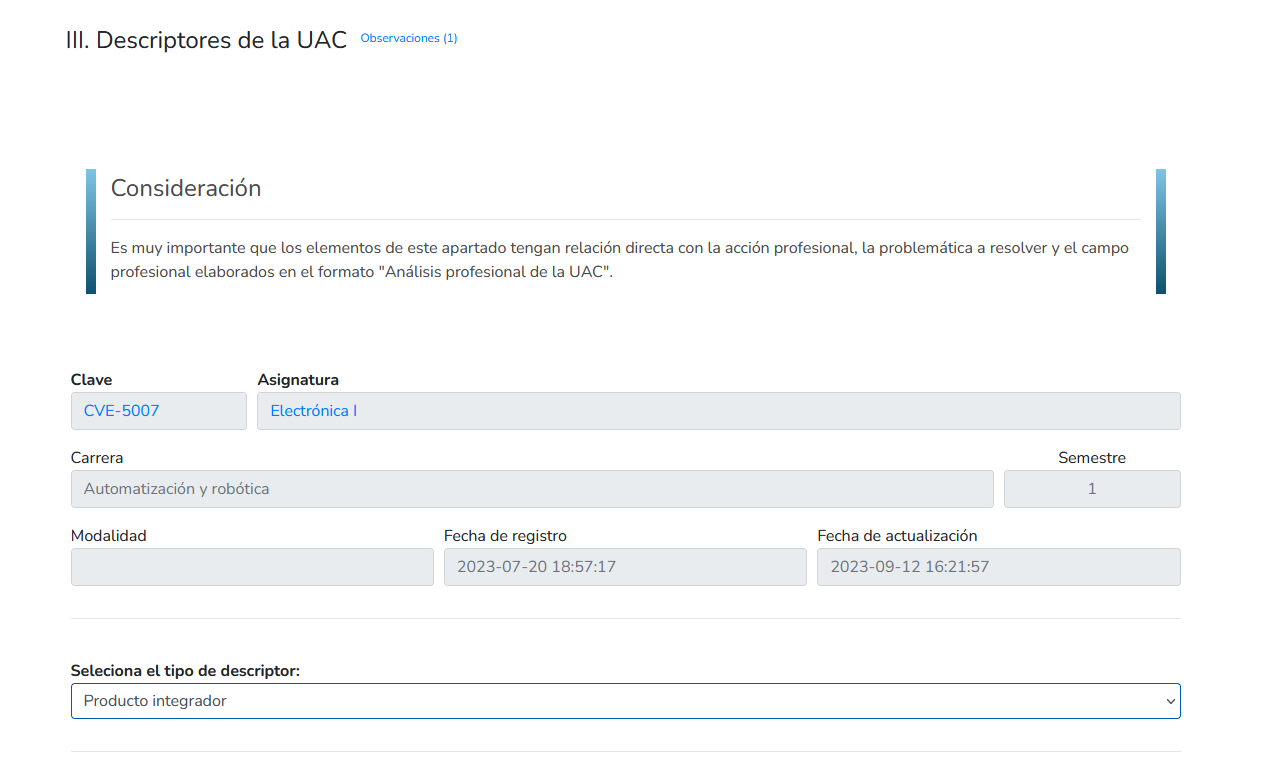 III. Descriptores de la UAC Observaciones (1)
Consideración
Es muy importante que los elementos de este apartado tengan relación directa con la acción profesional, la problemática a resolver y el campo
profesional elaborados en el formato "Análisis profesional de la UAC".
Clave Asignatura
CVE-5007 Electrónica I
Carrera Semestre
Automatización y robótica 1
Modalidad Fecha de registro Fecha de actualización
2023-07-20 18:57:17 2023-09-12 16:21:57
Seleciona el tipo de descriptor:
Producto integrador